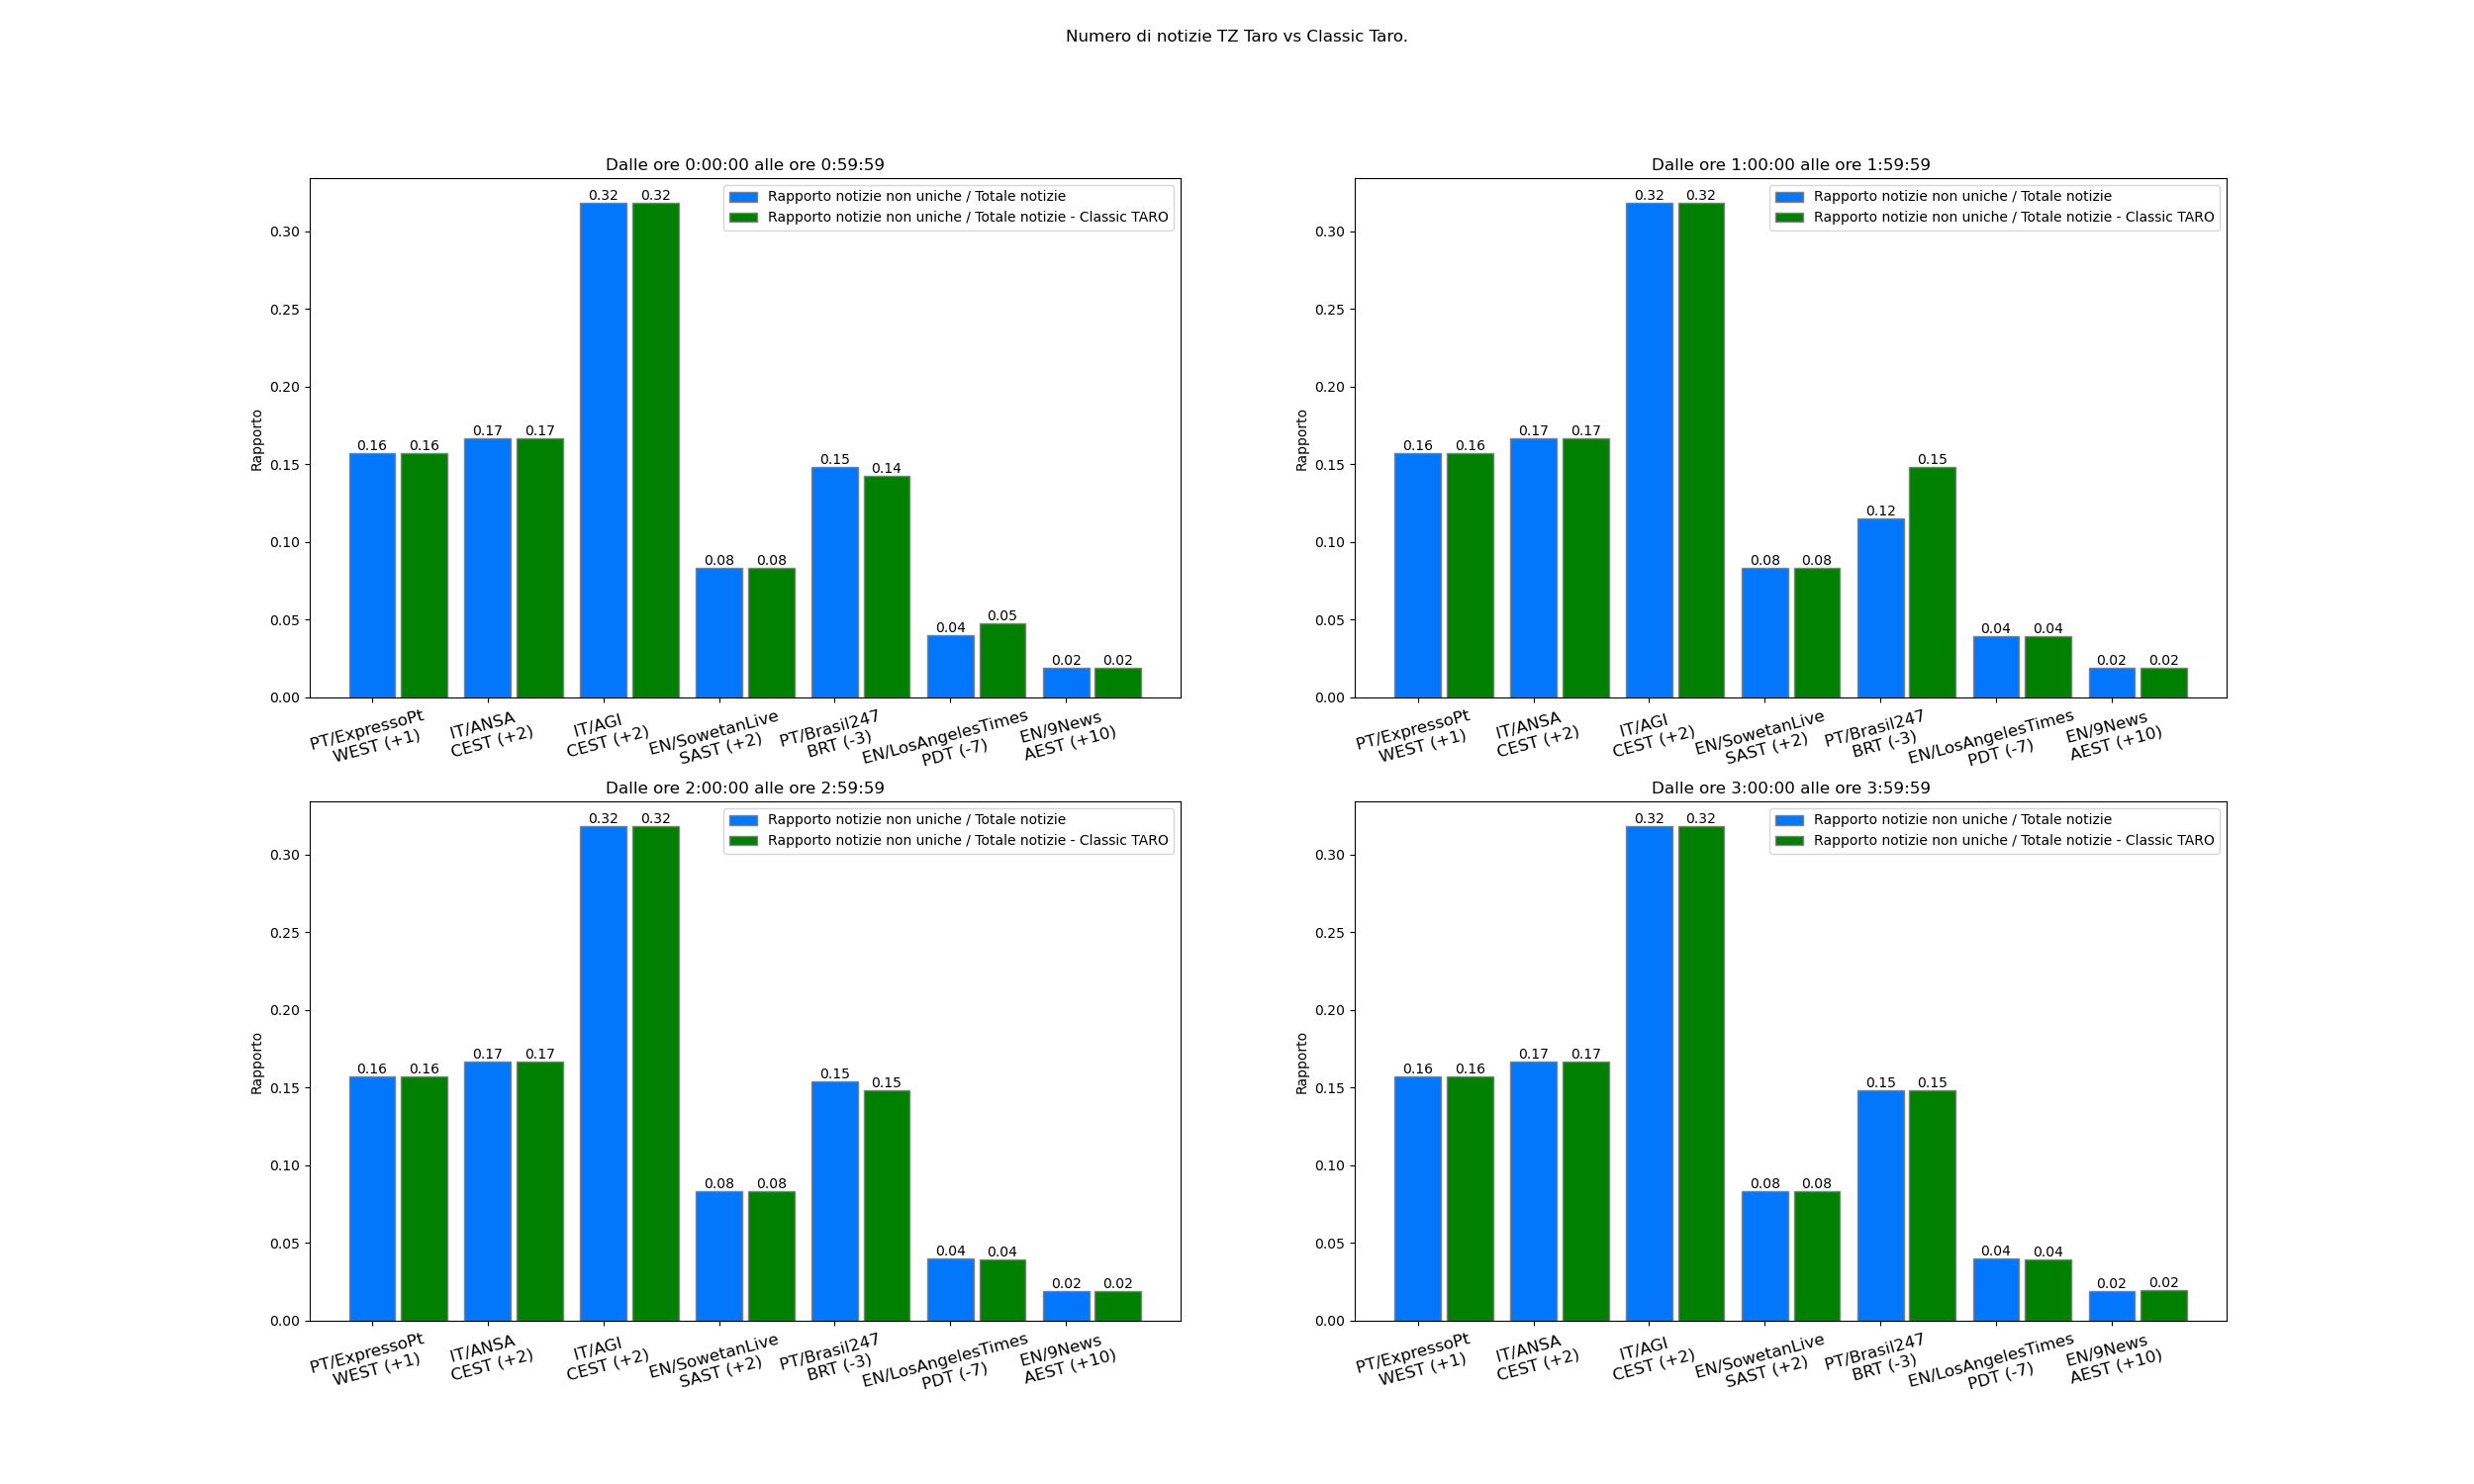 Numero di notizie TZ Taro vs Classic Taro.
Dalle ore 0:00:00 alle ore 0:59:59
Rapporto notizie non uniche / Totale notizie
Rapporto notizie non uniche / Totale notizie - Classic TARO
Rapporto
0.30
0.25
0.20
0.15
0.10
0.05
0.00
0.16 0.16 0.17 0.17 0.32 0.32 0.08 0.08 0.15 0.14 0.04 0.05 0.02 0.02
PT/ExpressoPt
WEST (+1)
IT/ANSA
CEST (+2)
IT/AGI
CEST (+2)
EN/SowetanLive
SAST (+2)
PT/Brasil247
BRT (-3)
EN/LosAngelesTimes
PDT (-7)
EN/9News
AEST (+10)
Dalle ore 1:00:00 alle ore 1:59:59
Rapporto notizie non uniche / Totale notizie
Rapporto notizie non uniche / Totale notizie - Classic TARO
Rapporto
0.30
0.25
0.20
0.15
0.10
0.05
0.00
0.16 0.16 0.17 0.17 0.32 0.32 0.08 0.08 0.12 0.15 0.04 0.04 0.02 0.02
PT/ExpressoPt
WEST (+1)
IT/ANSA
CEST (+2)
IT/AGI
CEST (+2)
EN/SowetanLive
SAST (+2)
PT/Brasil247
BRT (-3)
EN/LosAngelesTimes
PDT (-7)
EN/9News
AEST (+10)
Dalle ore 2:00:00 alle ore 2:59:59
Rapporto notizie non uniche / Totale notizie
Rapporto notizie non uniche / Totale notizie - Classic TARO
Rapporto
0.30
0.25
0.20
0.15
0.10
0.05
0.00
0.16 0.16 0.17 0.17 0.32 0.32 0.08 0.08 0.15 0.15 0.04 0.04 0.02 0.02
PT/ExpressoPt
WEST (+1)
IT/ANSA
CEST (+2)
IT/AGI
CEST (+2)
EN/SowetanLive
SAST (+2)
PT/Brasil247
BRT (-3)
EN/LosAngelesTimes
PDT (-7)
EN/9News
AEST (+10)
Dalle ore 3:00:00 alle ore 3:59:59
Rapporto notizie non uniche / Totale notizie
Rapporto notizie non uniche / Totale notizie - Classic TARO
Rapporto
0.30
0.25
0.20
0.15
0.10
0.05
0.00
0.16 0.16 0.17 0.17 0.32 0.32 0.08 0.08 0.15 0.15 0.04 0.04 0.02 0.02
PT/ExpressoPt
WEST (+1)
IT/ANSA
CEST (+2)
IT/AGI
CEST (+2)
EN/SowetanLive
SAST (+2)
PT/Brasil247
BRT (-3)
EN/LosAngelesTimes
PDT (-7)
EN/9News
AEST (+10)